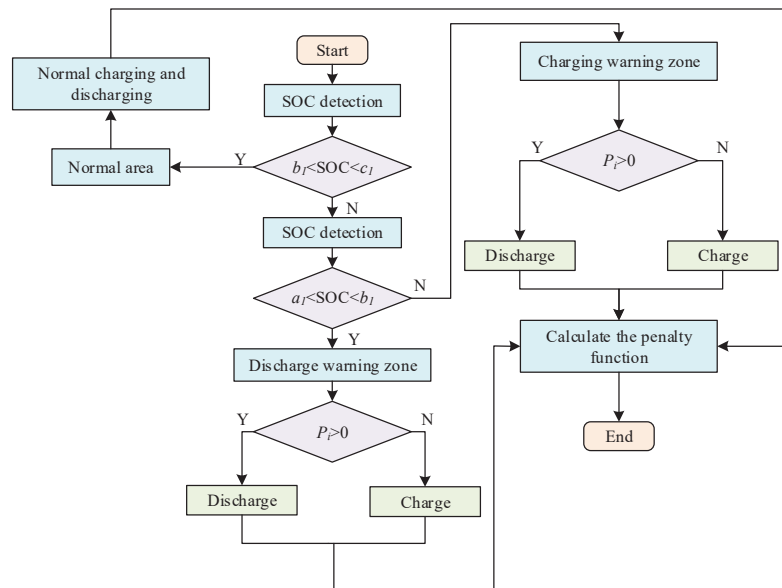 Start
SOC detection
b1<SOC<c1
Y
N
Normal area
Normal charging and
discharging
SOC detection
a1<SOC<b1
N
Y
Discharge warning zone
Pi>0
Y
N
Discharge
Charge
Charging warning zone
Pi>0
Y
N
Discharge
Charge
Calculate the penalty
function
End